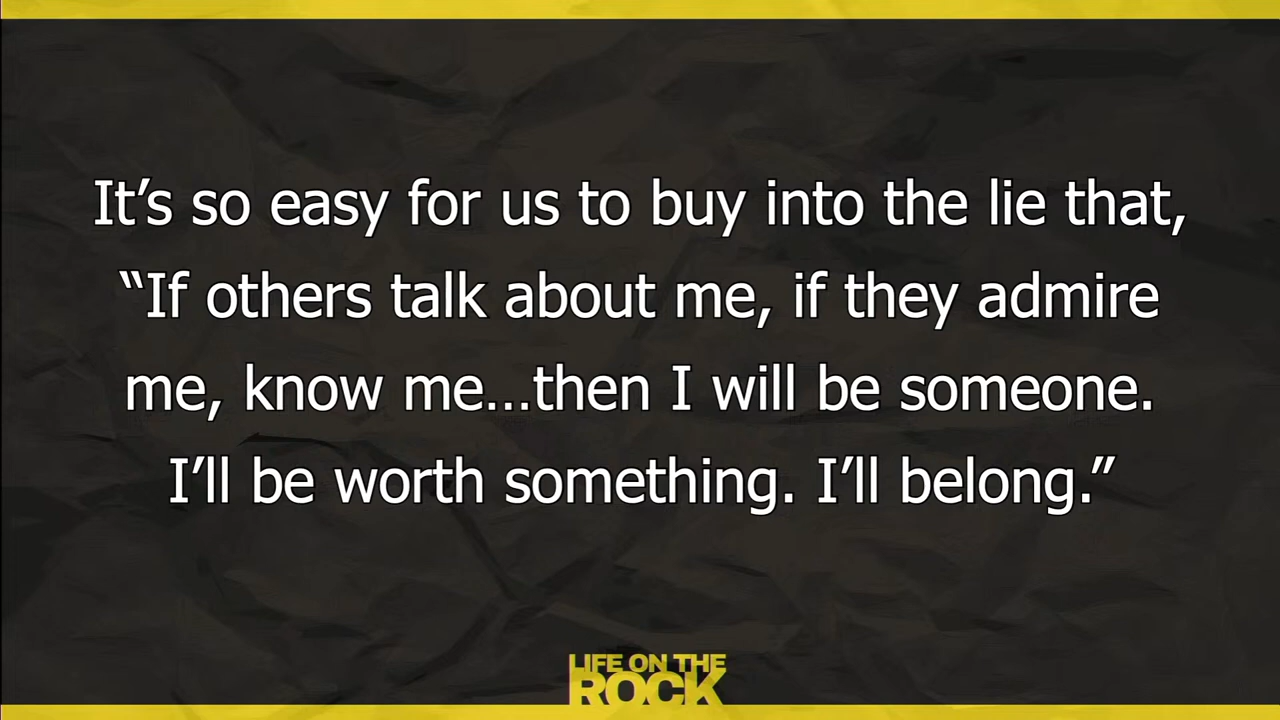 It’s so easy for us to buy into the lie that,
“If others talk about me, if they admire
me, know me…then I will be someone.
I’ll be worth something. I’ll belong.”
LIFE ON THE
ROCK